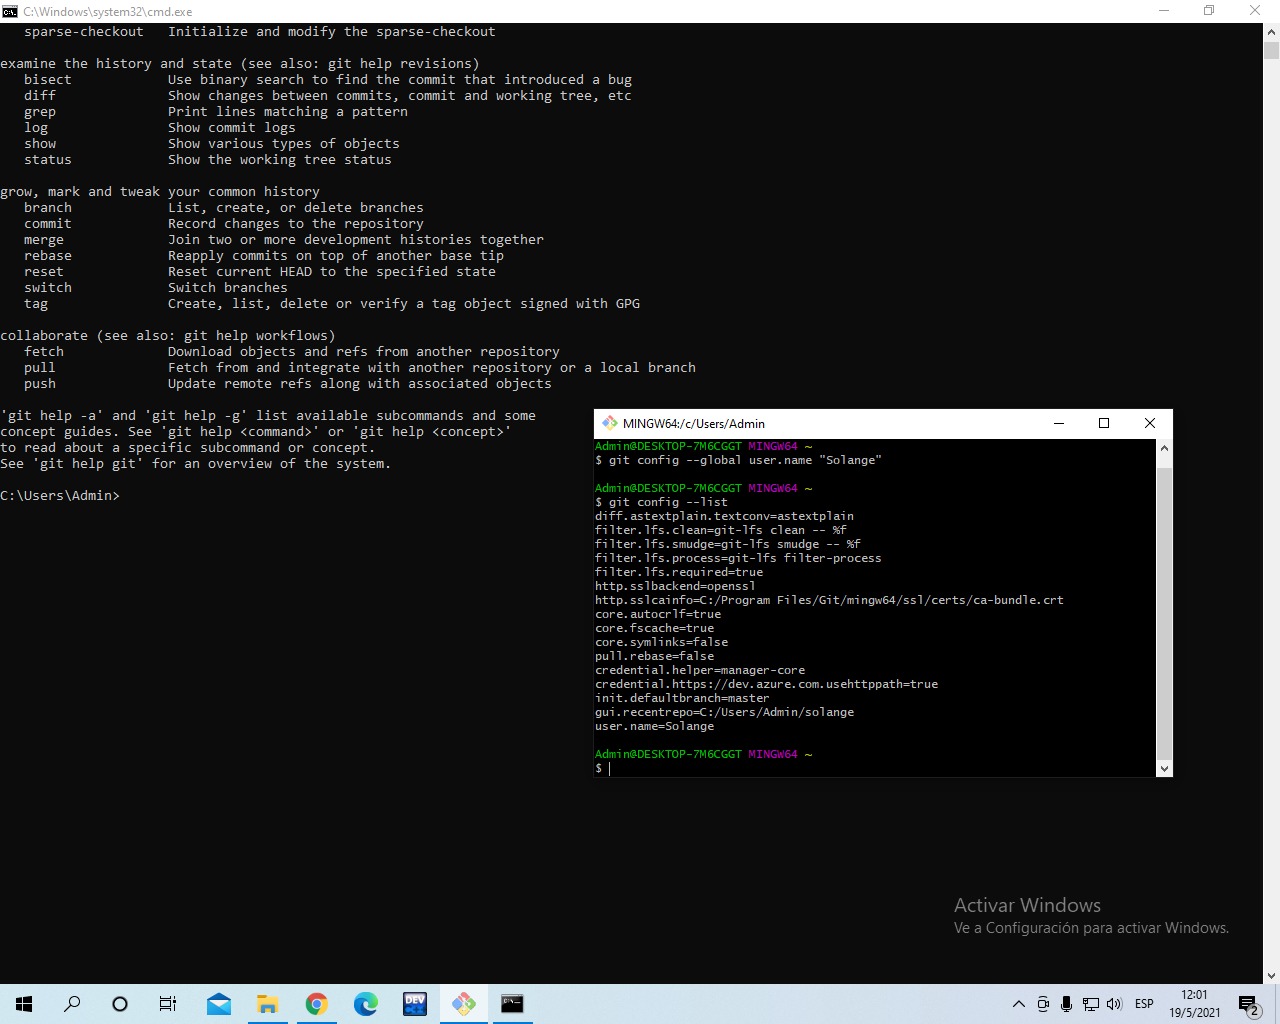 C:\Windows\system32\cmd.exe
sparse-checkout   Initialize and modify the sparse-checkout
examine the history and state (see also: git help revisions)
bisect            Use binary search to find the commit that introduced a bug
diff              Show changes between commits, commit and working tree, etc
grep              Print lines matching a pattern
log               Show commit logs
show              Show various types of objects
status            Show the working tree status
grow, mark and tweak your common history
branch            List, create, or delete branches
commit            Record changes to the repository
merge             Join two or more development histories together
rebase            Reapply commits on top of another base tip
reset             Reset current HEAD to the specified state
switch            Switch branches
tag               Create, list, delete or verify a tag object signed with GPG
collaborate (see also: git help workflows)
fetch             Download objects and refs from another repository
pull              Fetch from and integrate with another repository or a local branch
push              Update remote refs along with associated objects
'git help -a' and 'git help -g' list available subcommands and some
concept guides. See 'git help <command>' or 'git help <concept>'
to read about a specific subcommand or concept.
See 'git help git' for an overview of the system.
C:\Users\Admin>
MINGW64:/c/Users/Admin
Admin@DESKTOP-7M6CGGT MINGW64 ~
$ git config --global user.name "Solange"
Admin@DESKTOP-7M6CGGT MINGW64 ~
$ git config --list
diff.astextplain.textconv=astextplain
filter.lfs.clean=git-lfs clean -- %f
filter.lfs.smudge=git-lfs smudge -- %f
filter.lfs.process=git-lfs filter-process
filter.lfs.required=true
http.sslbackend=openssl
http.sslcainfo=C:/Program Files/Git/mingw64/ssl/certs/ca-bundle.crt
core.autocrlf=true
core.fscache=true
core.symlinks=false
pull.rebase=false
credential.helper=manager-core
credential.https://dev.azure.com.usehttppath=true
init.defaultbranch=master
gui.recentrepo=C:/Users/Admin/solange
user.name=Solange
Admin@DESKTOP-7M6CGGT MINGW64 ~
$
Activar Windows
Ve a Configuración para activar Windows.
DEV
ESP
12:01
19/5/2021
2